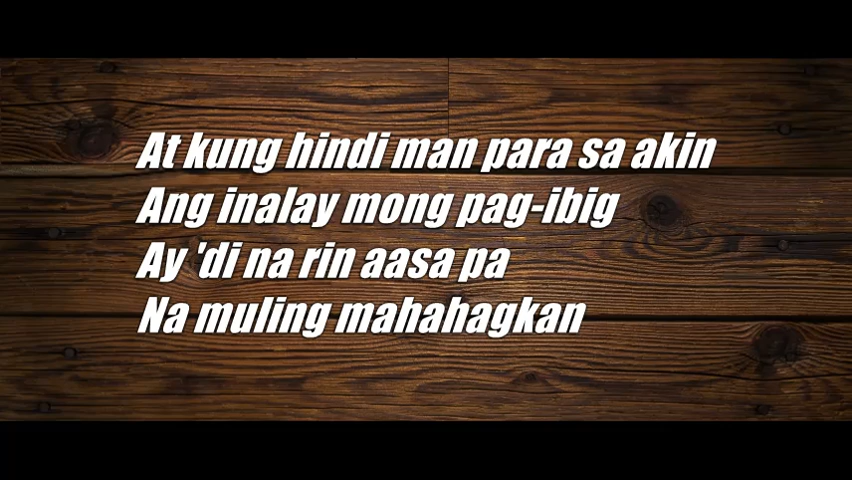 At kung hindi man para sa akin
Ang inalay mong pag-ibig
Ay 'di na rin aasa pa
Na muling mahahagkan